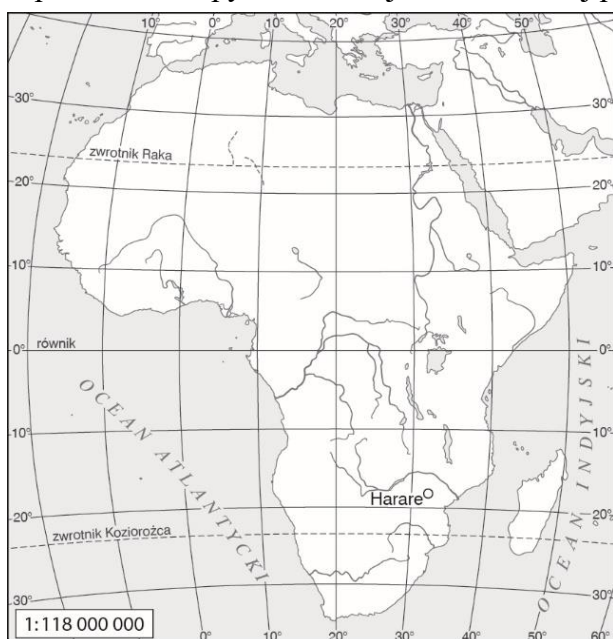 10° 0° 10° 20° 30° 40° 50° 60°
30° 30°
zwrotnik Raka
20° 20°
10° 10°
równik
0° 0°
OCEAN ATLANTYCKI
OCEAN INDYJSKI
10° 10°
Harare
20° 20°
zwrotnik Koziorożca
30° 30°
1:118 000 000
0° 10° 20° 30° 40° 50° 60°